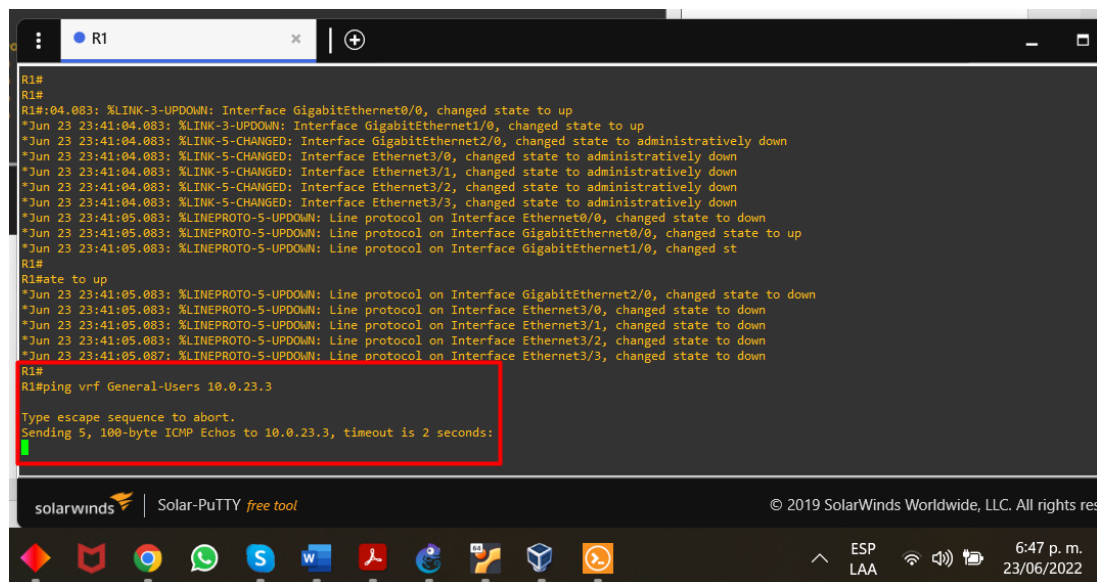 R1
R1#
R1#
R1#:04.083: %LINK-3-UPDOWN: Interface GigabitEthernet0/0, changed state to up
*Jun 23 23:41:04.083: %LINK-3-UPDOWN: Interface GigabitEthernet1/0, changed state to up
*Jun 23 23:41:04.083: %LINK-5-CHANGED: Interface GigabitEthernet2/0, changed state to administratively down
*Jun 23 23:41:04.083: %LINK-5-CHANGED: Interface Ethernet3/0, changed state to administratively down
*Jun 23 23:41:04.083: %LINK-5-CHANGED: Interface Ethernet3/1, changed state to administratively down
*Jun 23 23:41:04.083: %LINK-5-CHANGED: Interface Ethernet3/2, changed state to administratively down
*Jun 23 23:41:04.083: %LINK-5-CHANGED: Interface Ethernet3/3, changed state to administratively down
*Jun 23 23:41:05.083: %LINEPROTO-5-UPDOWN: Line protocol on Interface Ethernet0/0, changed state to down
*Jun 23 23:41:05.083: %LINEPROTO-5-UPDOWN: Line protocol on Interface GigabitEthernet0/0, changed state to up
*Jun 23 23:41:05.083: %LINEPROTO-5-UPDOWN: Line protocol on Interface GigabitEthernet1/0, changed st
R1#
R1#ate to up
*Jun 23 23:41:05.083: %LINEPROTO-5-UPDOWN: Line protocol on Interface GigabitEthernet2/0, changed state to down
*Jun 23 23:41:05.083: %LINEPROTO-5-UPDOWN: Line protocol on Interface Ethernet3/0, changed state to down
*Jun 23 23:41:05.083: %LINEPROTO-5-UPDOWN: Line protocol on Interface Ethernet3/1, changed state to down
*Jun 23 23:41:05.083: %LINEPROTO-5-UPDOWN: Line protocol on Interface Ethernet3/2, changed state to down
*Jun 23 23:41:05.087: %LINEPROTO-5-UPDOWN: Line protocol on Interface Ethernet3/3, changed state to down
R1#
R1#ping vrf General-Users 10.0.23.3
Type escape sequence to abort.
Sending 5, 100-byte ICMP Echos to 10.0.23.3, timeout is 2 seconds:
solarwinds Solar-PuTTY free tool
© 2019 SolarWinds Worldwide, LLC. All rights res
64
ESP
LAA
6:47 p. m.
23/06/2022